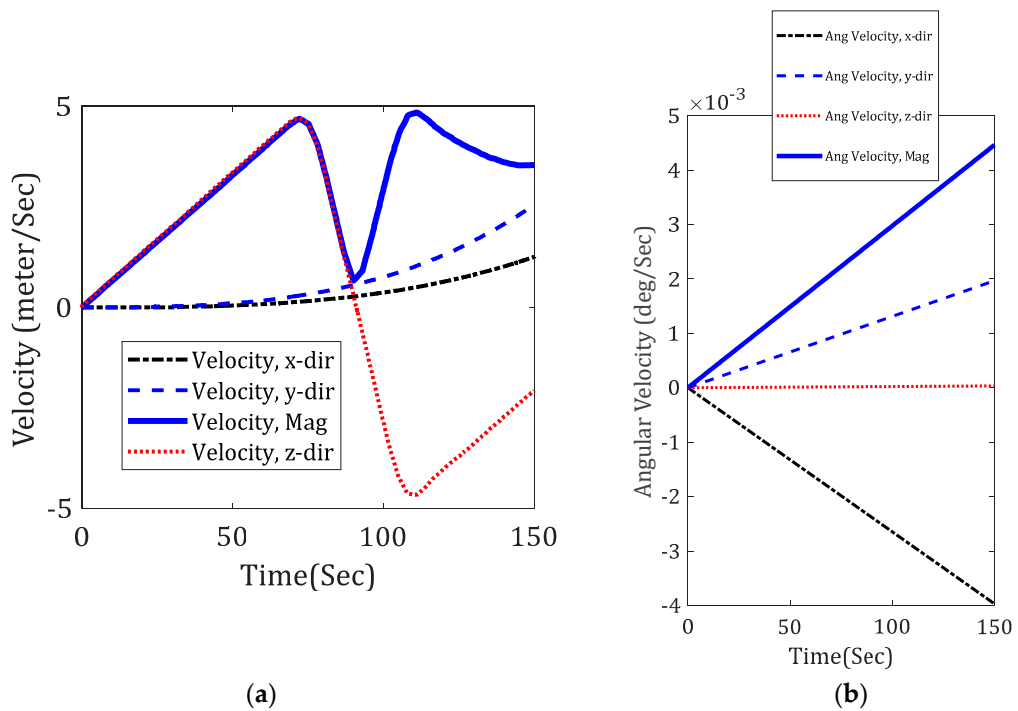 5
0
-5
Velocity (meter/Sec)
Velocity, x-dir
Velocity, y-dir
Velocity, Mag
Velocity, z-dir
0 50 100 150
Time(Sec)
(a)
Ang Velocity, x-dir
Ang Velocity, y-dir
Ang Velocity, z-dir
Ang Velocity, Mag
×10⁻³
5
4
3
2
1
0
-1
-2
-3
-4
Angular Velocity (deg/Sec)
0 50 100 150
Time(Sec)
(b)